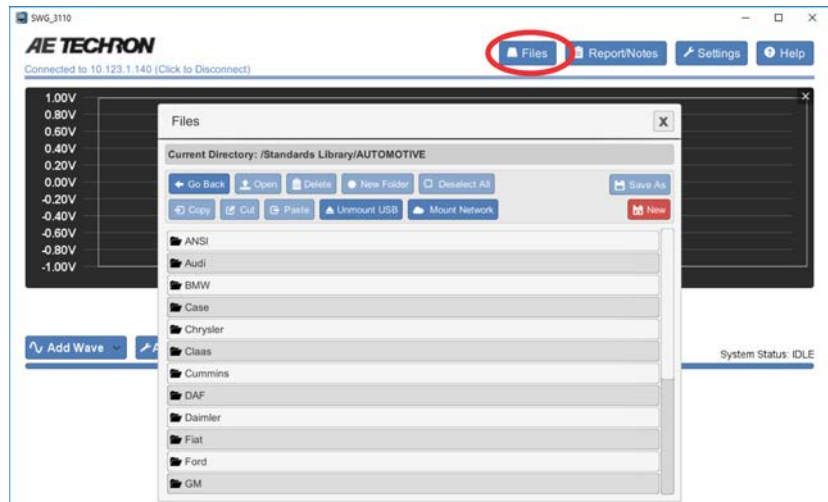 SWG_3110
AE TECHRON
Files
Report/Notes
Settings
Help
Connected to 10.123.1.140 (Click to Disconnect)
1.00V
0.80V
0.60V
0.40V
0.20V
0.00V
-0.20V
-0.40V
-0.60V
-0.80V
-1.00V
Files
X
Current Directory: /Standards Library/AUTOMOTIVE
Go Back
Open
Delete
New Folder
Deselect All
Save As
Copy
Cut
Paste
Unmount USB
Mount Network
New
ANSI
Audi
BMW
Case
Chrysler
Claas
Cummins
DAF
Daimler
Fiat
Ford
GM
Add Wave
A
System Status: IDLE